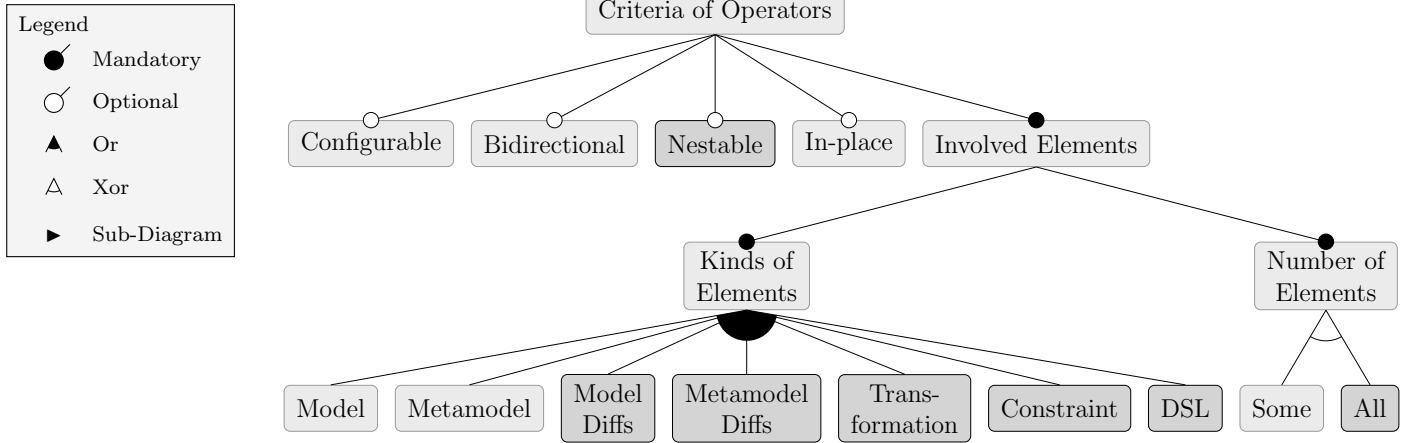 Legend
Mandatory
Optional
Or
Xor
Sub-Diagram
Criteria of Operators
Configurable
Bidirectional
Nestable
In-place
Involved Elements
Kinds of
Elements
Number of
Elements
Model
Metamodel
Model
Diffs
Metamodel
Diffs
Trans-
formation
Constraint
DSL
Some
All